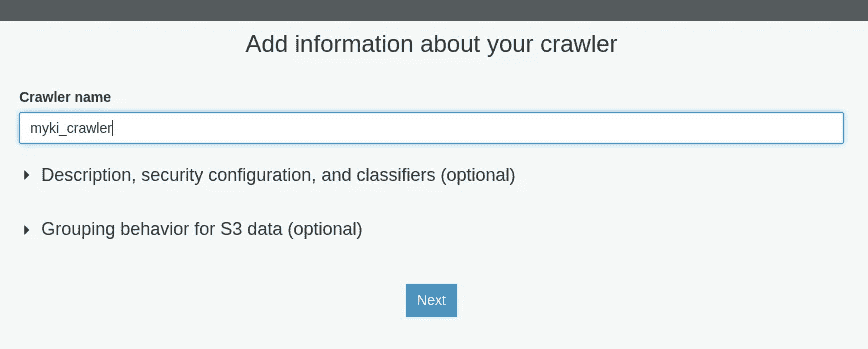 Add information about your crawler
Crawler name
myki_crawler
Description, security configuration, and classifiers (optional)
Grouping behavior for S3 data (optional)
Next